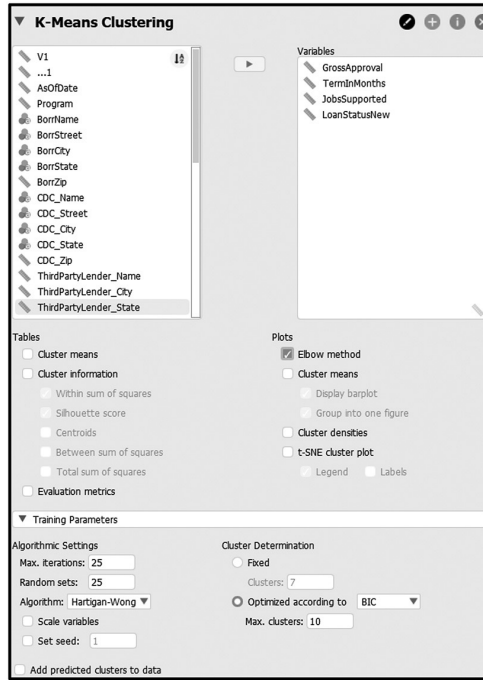 K-Means Clustering
V1
...1
AsOfDate
Program
BorrName
BorrStreet
BorrCity
BorrState
BorrZip
CDC_Name
CDC_Street
CDC_City
CDC_State
CDC_Zip
ThirdPartyLender_Name
ThirdPartyLender_City
ThirdPartyLender_State
Variables
GrossApproval
TermInMonths
JobsSupported
LoanStatusNew
Tables
Cluster means
Cluster information
Within sum of squares
Silhouette score
Centroids
Between sum of squares
Total sum of squares
Evaluation metrics
Plots
Elbow method
Cluster means
Display barplot
Group into one figure
Cluster densities
t-SNE cluster plot
Legend Labels
Training Parameters
Algorithmic Settings
Max. iterations: 25
Random sets: 25
Algorithm: Hartigan-Wong
Scale variables
Set seed: 1
Cluster Determination
Fixed
Clusters: 7
Optimized according to BIC
Max. clusters: 10
Add predicted clusters to data